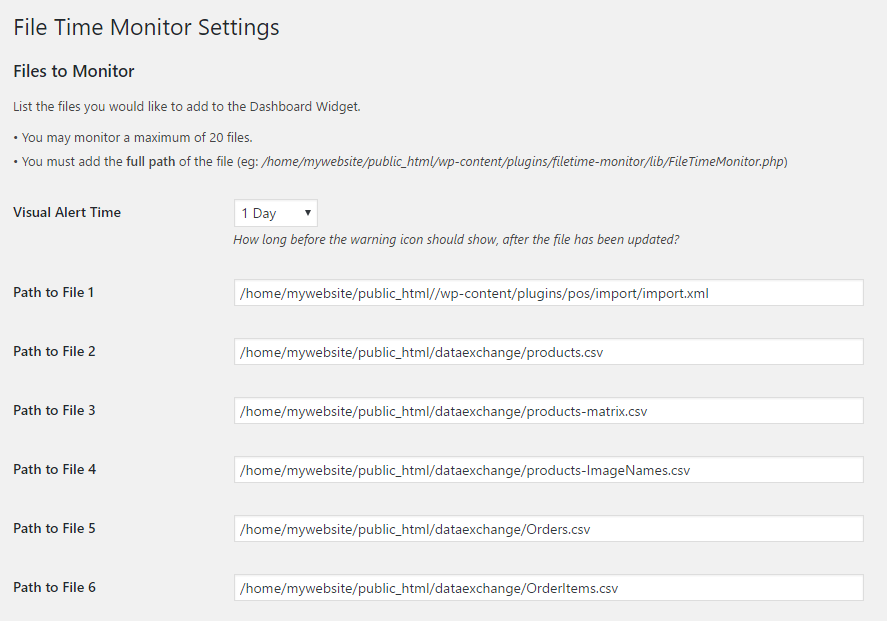 File Time Monitor Settings
Files to Monitor
List the files you would like to add to the Dashboard Widget.
• You may monitor a maximum of 20 files.
• You must add the full path of the file (eg: /home/mywebsite/public_html/wp-content/plugins/filetime-monitor/lib/FileTimeMonitor.php)
Visual Alert Time 1 Day
How long before the warning icon should show, after the file has been updated?
Path to File 1 /home/mywebsite/public_html//wp-content/plugins/pos/import/import.xml
Path to File 2 /home/mywebsite/public_html/dataexchange/products.csv
Path to File 3 /home/mywebsite/public_html/dataexchange/products-matrix.csv
Path to File 4 /home/mywebsite/public_html/dataexchange/products-ImageNames.csv
Path to File 5 /home/mywebsite/public_html/dataexchange/Orders.csv
Path to File 6 /home/mywebsite/public_html/dataexchange/OrderItems.csv